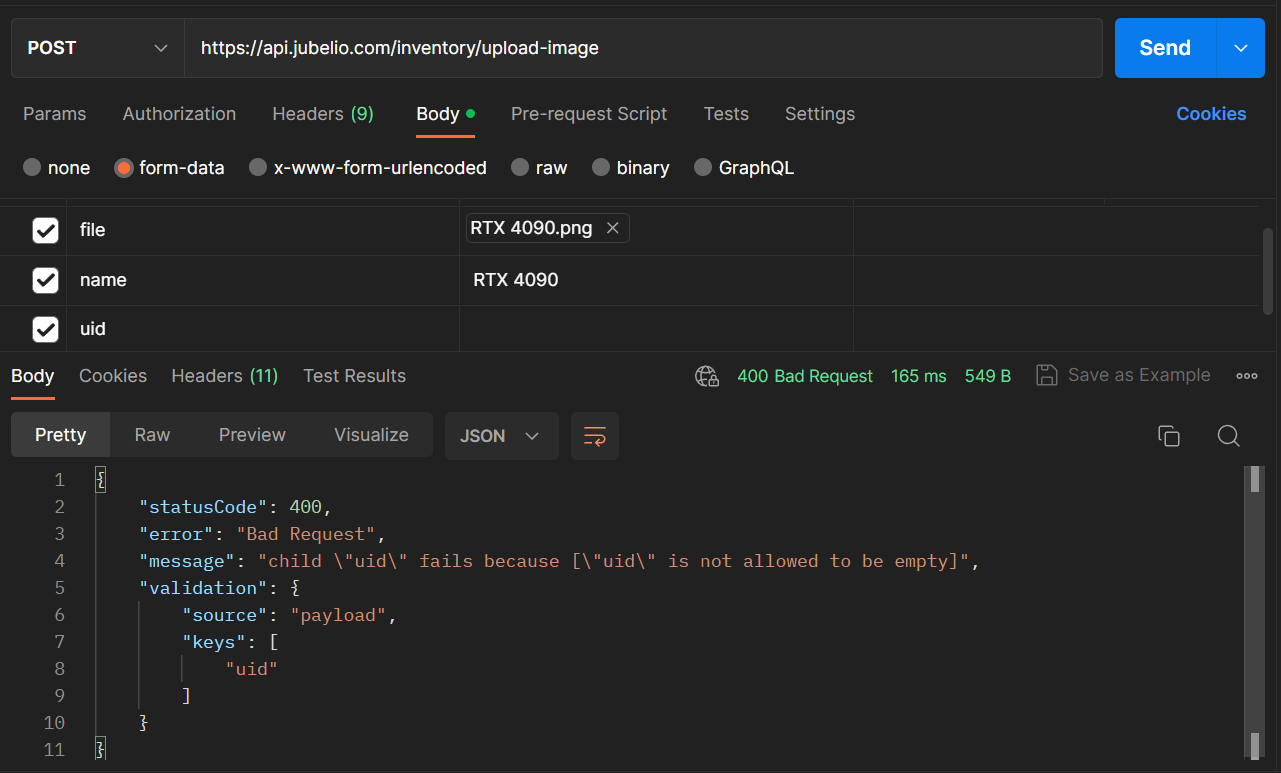 POST https://api.jubelio.com/inventory/upload-image Send
Params Authorization Headers (9) Body Pre-request Script Tests Settings Cookies
none form-data x-www-form-urlencoded raw binary GraphQL
file RTX 4090.png
name RTX 4090
uid
Body Cookies Headers (11) Test Results 400 Bad Request 165 ms 549 B Save as Example
Pretty Raw Preview Visualize JSON
1 {
2 "statusCode": 400,
3 "error": "Bad Request",
4 "message": "child \"uid\" fails because [\"uid\" is not allowed to be empty]",
5 "validation": {
6 "source": "payload",
7 "keys": [
8 "uid"
9 ]
10 }
11 }